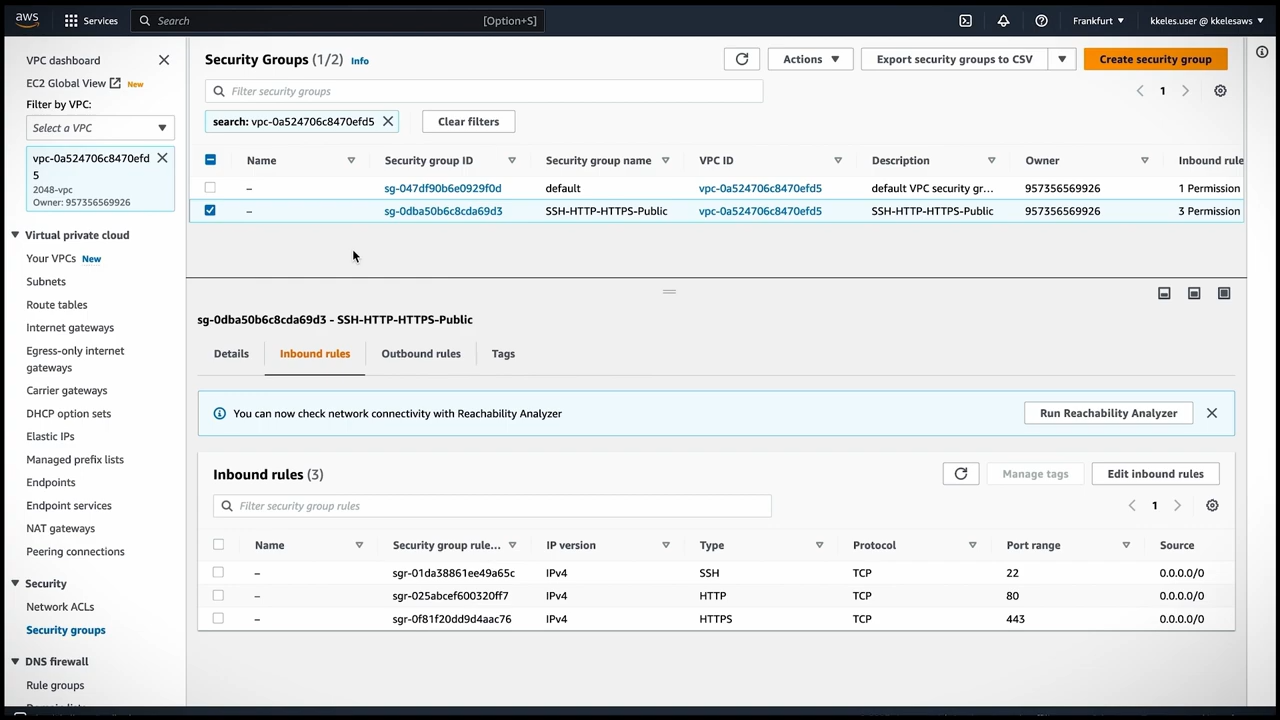 aws
Services
Search
[Option+S]
Frankfurt
kkeles.user @ kkelesaws
VPC dashboard
EC2 Global View
New
Filter by VPC:
Select a VPC
vpc-0a524706c8470efd
5
2048-vpc
Owner: 957356569926
Virtual private cloud
Your VPCs New
Subnets
Route tables
Internet gateways
Egress-only internet
gateways
Carrier gateways
DHCP option sets
Elastic IPs
Managed prefix lists
Endpoints
Endpoint services
NAT gateways
Peering connections
Security
Network ACLs
Security groups
DNS firewall
Rule groups
Security Groups (1/2) Info
Actions
Export security groups to CSV
Create security group
Filter security groups
1
search: vpc-0a524706c8470efd5
Clear filters
Name Security group ID Security group name VPC ID Description Owner Inbound rule
– sg-047df90b6e0929f0d default vpc-0a524706c8470efd5 default VPC security gr... 957356569926 1 Permission
– sg-0dba50b6c8cda69d3 SSH-HTTP-HTTPS-Public vpc-0a524706c8470efd5 SSH-HTTP-HTTPS-Public 957356569926 3 Permission
sg-0dba50b6c8cda69d3 - SSH-HTTP-HTTPS-Public
Details Inbound rules Outbound rules Tags
You can now check network connectivity with Reachability Analyzer
Run Reachability Analyzer
Inbound rules (3)
Manage tags
Edit inbound rules
Filter security group rules
1
Name Security group rule... IP version Type Protocol Port range Source
– sgr-01da38861ee49a65c IPv4 SSH TCP 22 0.0.0.0/0
– sgr-025abcef600320ff7 IPv4 HTTP TCP 80 0.0.0.0/0
– sgr-0f81f20dd9d4aac76 IPv4 HTTPS TCP 443 0.0.0.0/0